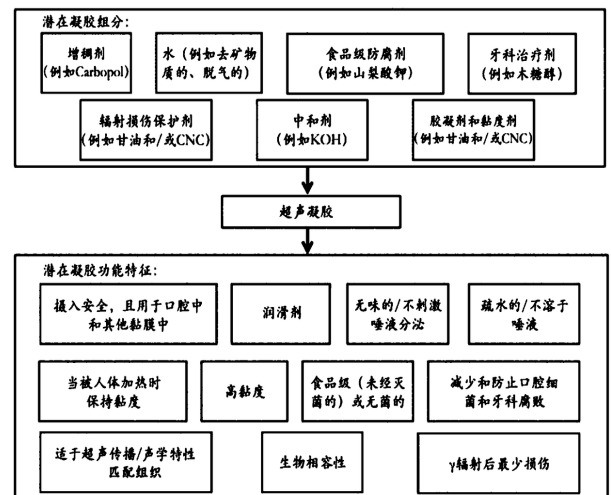 潜在凝胶组分：
增稠剂
(例如Carbopol)
水（例如去矿物
质的、脱气的）
食品级防腐剂
(例如山梨酸钾)
牙科治疗剂
(例如木糖醇)
辐射损伤保护剂
(例如甘油和/或CNC)
中和剂
(例如KOH)
胶凝剂和黏度剂
(例如甘油和/或CNC)
超声凝胶
潜在凝胶功能特征：
摄入安全，且用于口腔中
和其他黏膜中
润滑剂
无味的/不刺激
唾液分泌
疏水的/不溶于
唾液
当被人体加热时
保持黏度
高黏度
食品级（未经灭
菌的）或无菌的
减少和防止口腔细
菌和牙科腐败
适于超声传播/声学特性
匹配组织
生物相容性
γ辐射后最少损伤